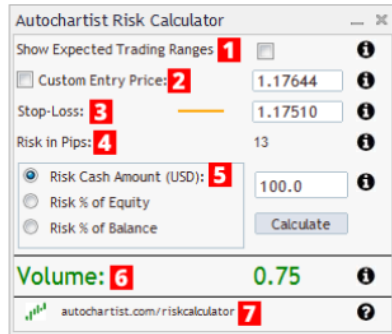 Autochartist Risk Calculator
Show Expected Trading Ranges 1
Custom Entry Price: 2 1.17644
Stop-Loss: 3 1.17510
Risk in Pips: 4 13
Risk Cash Amount (USD): 5 100.0
Risk % of Equity
Risk % of Balance Calculate
Volume: 6 0.75
autochartist.com/riskcalculator 7